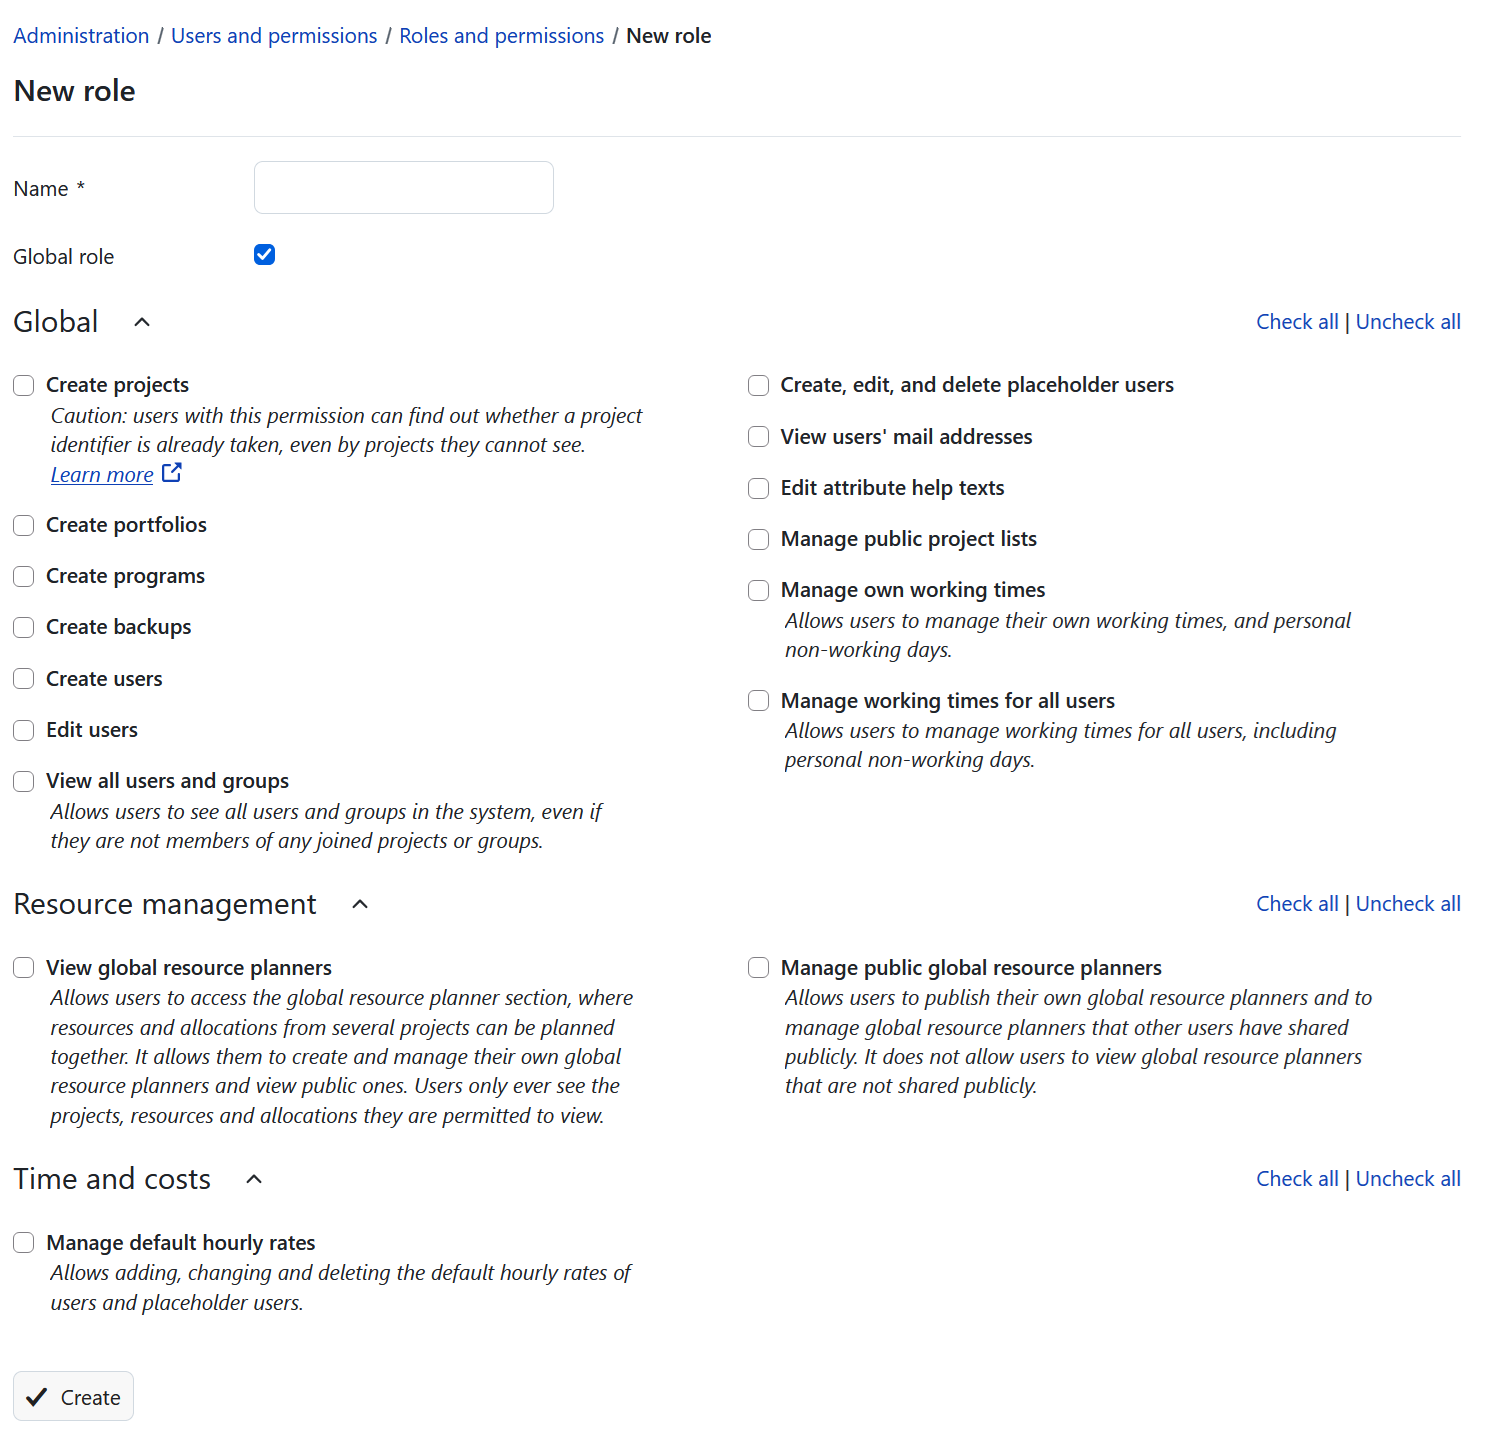 Administration / Users and permissions / Roles and permissions / New role
New role
Name *
Global role
Global
Check all | Uncheck all
Create projects
Caution: users with this permission can find out whether a project
identifier is already taken, even by projects they cannot see.
Learn more
Create portfolios
Create programs
Create backups
Create users
Edit users
View all users and groups
Allows users to see all users and groups in the system, even if
they are not members of any joined projects or groups.
Create, edit, and delete placeholder users
View users' mail addresses
Edit attribute help texts
Manage public project lists
Manage own working times
Allows users to manage their own working times, and personal
non-working days.
Manage working times for all users
Allows users to manage working times for all users, including
personal non-working days.
Resource management
Check all | Uncheck all
View global resource planners
Allows users to access the global resource planner section, where
resources and allocations from several projects can be planned
together. It allows them to create and manage their own global
resource planners and view public ones. Users only ever see the
projects, resources and allocations they are permitted to view.
Manage public global resource planners
Allows users to publish their own global resource planners and to
manage global resource planners that other users have shared
publicly. It does not allow users to view global resource planners
that are not shared publicly.
Time and costs
Check all | Uncheck all
Manage default hourly rates
Allows adding, changing and deleting the default hourly rates of
users and placeholder users.
Create